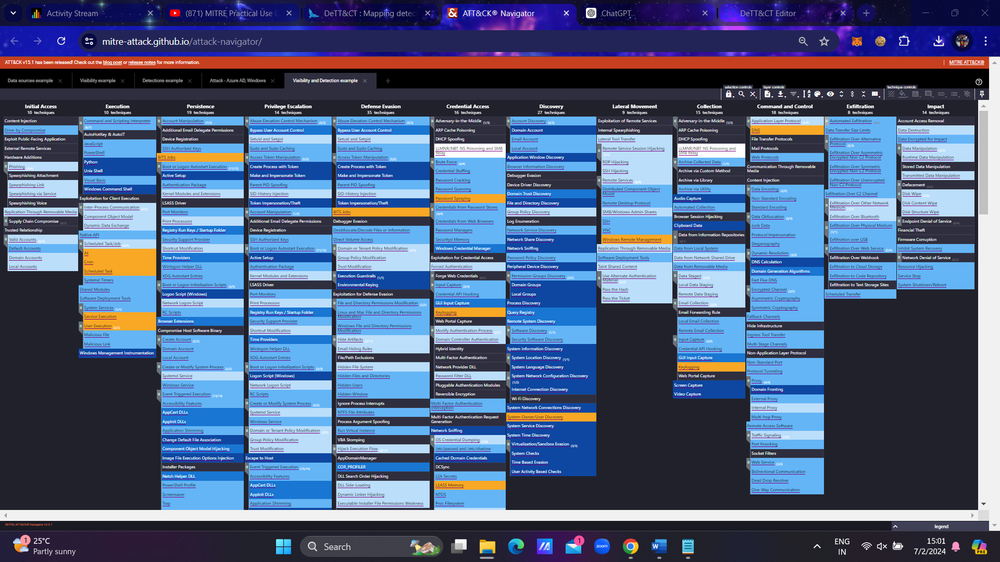 Activity Stream
(871) MITRE Practical Use C
DeTT&CT : Mapping detec
ATT&CK® Navigator
ChatGPT
DeTT&CT Editor
mitre-attack.github.io/attack-navigator/
ATT&CK v15.1 has been released! Check out the blog post or release notes for more information.
MITRE ATT&CK®
Data sources example
Visibility example
Detections example
Attack - Azure AD, Windows
Visibility and Detection example
selection controls
layer controls
technique controls
Initial Access
10 techniques
Content Injection
Drive-by Compromise
Exploit Public-Facing Application
External Remote Services
Hardware Additions
Phishing
Spearphishing Attachment
Spearphishing Link
Spearphishing via Service
Spearphishing Voice
Replication Through Removable Media
Supply Chain Compromise (0/3)
Trusted Relationship
Valid Accounts
Default Accounts
Domain Accounts
Local Accounts
Execution
10 techniques
Command and Scripting Interpreter
(6/7)
AutoHotKey & AutoIT
JavaScript
PowerShell
Python
Unix Shell
Visual Basic
Windows Command Shell
Exploitation for Client Execution
Inter-Process Communication
Component Object Model
Dynamic Data Exchange
Native API
Scheduled Task/Job
At
Cron
Scheduled Task
Systemd Timers
Shared Modules
Software Deployment Tools
System Services (1/1)
Service Execution
User Execution (2/2)
Malicious File
Malicious Link
Windows Management Instrumentation
Persistence
19 techniques
Account Manipulation (1/3)
Additional Email Delegate Permissions
Device Registration
SSH Authorized Keys
BITS Jobs
Boot or Logon Autostart Execution (11/12)
Active Setup
Authentication Package
Kernel Modules and Extensions
LSASS Driver
Port Monitors
Print Processors
Registry Run Keys / Startup Folder
Security Support Provider
Shortcut Modification
Time Providers
Winlogon Helper DLL
XDG Autostart Entries
Boot or Logon Initialization Scripts (3/3)
Logon Script (Windows)
Network Logon Script
RC Scripts
Browser Extensions
Compromise Host Software Binary
Create Account (2/2)
Domain Account
Local Account
Create or Modify System Process (2/2)
Systemd Service
Windows Service
Event Triggered Execution (13/14)
Accessibility Features
AppCert DLLs
AppInit DLLs
Application Shimming
Change Default File Association
Component Object Model Hijacking
Image File Execution Options Injection
Installer Packages
Netsh Helper DLL
PowerShell Profile
Screensaver
Trap
Privilege Escalation
14 techniques
Abuse Elevation Control Mechanism (3/3)
Bypass User Account Control
Setuid and Setgid
Sudo and Sudo Caching
Access Token Manipulation (5/5)
Create Process with Token
Make and Impersonate Token
Parent PID Spoofing
SID-History Injection
Token Impersonation/Theft
Account Manipulation (1/3)
Additional Email Delegate Permissions
Device Registration
SSH Authorized Keys
Boot or Logon Autostart Execution (11/12)
Active Setup
Authentication Package
Kernel Modules and Extensions
LSASS Driver
Port Monitors
Print Processors
Registry Run Keys / Startup Folder
Security Support Provider
Shortcut Modification
Time Providers
Winlogon Helper DLL
XDG Autostart Entries
Boot or Logon Initialization Scripts (3/3)
Logon Script (Windows)
Network Logon Script
RC Scripts
Create or Modify System Process (2/2)
Systemd Service
Windows Service
Domain or Tenant Policy Modification
Group Policy Modification
Trust Modification
Escape to Host
Event Triggered Execution (13/14)
Accessibility Features
AppCert DLLs
AppInit DLLs
Application Shimming
Defense Evasion
35 techniques
Abuse Elevation Control Mechanism (3/3)
Bypass User Account Control
Setuid and Setgid
Sudo and Sudo Caching
Access Token Manipulation (5/5)
Create Process with Token
Make and Impersonate Token
Parent PID Spoofing
SID-History Injection
Token Impersonation/Theft
BITS Jobs
Debugger Evasion
Deobfuscate/Decode Files or Information
Direct Volume Access
Domain or Tenant Policy Modification
Group Policy Modification
Trust Modification
Execution Guardrails (1/1)
Environmental Keying
Exploitation for Defense Evasion
File and Directory Permissions Modification (2/2)
Linux and Mac File and Directory Permissions
Modification
Windows File and Directory Permissions
Modification
Hide Artifacts
Email Hiding Rules
File/Path Exclusions
Hidden File System
Hidden Files and Directories
Hidden Users
Hidden Window
Ignore Process Interrupts
NTFS File Attributes
Process Argument Spoofing
Run Virtual Instance
VBA Stomping
Hijack Execution Flow
AppDomainManager
COR_PROFILER
DLL Search Order Hijacking
DLL Side-Loading
Dynamic Linker Hijacking
Executable Installer File Permissions Weakness
Credential Access
16 techniques
Adversary-in-the-Middle (1/3)
ARP Cache Poisoning
DHCP Spoofing
LLMNR/NBT-NS Poisoning and SMB
Relay
Brute Force (4/4)
Credential Stuffing
Password Cracking
Password Guessing
Password Spraying
Credentials from Password Stores
(4/4)
Credentials from Web Browsers
Password Managers
Securityd Memory
Windows Credential Manager
Exploitation for Credential Access
Forced Authentication
Forge Web Credentials (0/2)
Input Capture (3/4)
Credential API Hooking
GUI Input Capture
Keylogging
Web Portal Capture
Modify Authentication Process
Domain Controller Authentication
Hybrid Identity
Multi-Factor Authentication
Network Provider DLL
Password Filter DLL
Pluggable Authentication Modules
Reversible Encryption
Multi-Factor Authentication
Interception
Multi-Factor Authentication Request
Generation
Network Sniffing
OS Credential Dumping
/etc/passwd and /etc/shadow
Cached Domain Credentials
DCSync
LSA Secrets
LSASS Memory
NTDS
Proc Filesystem
Discovery
27 techniques
Account Discovery (3/3)
Domain Account
Email Account
Local Account
Application Window Discovery
Browser Information Discovery
Debugger Evasion
Device Driver Discovery
Domain Trust Discovery
File and Directory Discovery
Group Policy Discovery
Log Enumeration
Network Service Discovery
Network Share Discovery
Network Sniffing
Password Policy Discovery
Peripheral Device Discovery
Permission Groups Discovery (2/2)
Domain Groups
Local Groups
Process Discovery
Query Registry
Remote System Discovery
Software Discovery (1/1)
Security Software Discovery
System Information Discovery
System Location Discovery (1/1)
System Language Discovery
System Network Configuration Discovery
(1/2)
Internet Connection Discovery
Wi-Fi Discovery
System Network Connections Discovery
System Owner/User Discovery
System Service Discovery
System Time Discovery
Virtualization/Sandbox Evasion (3/3)
System Checks
Time Based Evasion
User Activity Based Checks
Lateral Movement
9 techniques
Exploitation of Remote Services
Internal Spearphishing
Lateral Tool Transfer
Remote Service Session Hijacking
(2/2)
RDP Hijacking
SSH Hijacking
Remote Services
Distributed Component Object
Model
Remote Desktop Protocol
SMB/Windows Admin Shares
SSH
VNC
Windows Remote Management
Replication Through Removable Media
Software Deployment Tools
Taint Shared Content
Use Alternate Authentication
Material
Pass the Hash
Pass the Ticket
Collection
15 techniques
Adversary-in-the-Middle (1/3)
ARP Cache Poisoning
DHCP Spoofing
LLMNR/NBT-NS Poisoning and
SMB Relay
Archive Collected Data (1/3)
Archive via Custom Method
Archive via Library
Archive via Utility
Audio Capture
Automated Collection
Browser Session Hijacking
Clipboard Data
Data from Information Repositories
(0/1)
Data from Local System
Data from Network Shared Drive
Data from Removable Media
Data Staged
Local Data Staging
Remote Data Staging
Email Collection
Email Forwarding Rule
Local Email Collection
Remote Email Collection
Input Capture (3/4)
Credential API Hooking
GUI Input Capture
Keylogging
Web Portal Capture
Screen Capture
Video Capture
Command and Control
18 techniques
Application Layer Protocol
DNS
File Transfer Protocols
Mail Protocols
Web Protocols
Communication Through Removable
Media
Content Injection
Data Encoding (2/2)
Non-Standard Encoding
Standard Encoding
Data Obfuscation (3/3)
Junk Data
Protocol Impersonation
Steganography
Dynamic Resolution (3/3)
DNS Calculation
Domain Generation Algorithms
Fast Flux DNS
Encrypted Channel (2/2)
Asymmetric Cryptography
Symmetric Cryptography
Fallback Channels
Hide Infrastructure
Ingress Tool Transfer
Multi-Stage Channels
Non-Application Layer Protocol
Non-Standard Port
Protocol Tunneling
Proxy (4/4)
Domain Fronting
External Proxy
Internal Proxy
Multi-hop Proxy
Remote Access Software
Traffic Signaling
Port Knocking
Socket Filters
Web Service (3/3)
Bidirectional Communication
Dead Drop Resolver
One-Way Communication
Exfiltration
8 techniques
Automated Exfiltration
Data Transfer Size Limits
Exfiltration Over Alternative
Protocol (3/3)
Exfiltration Over Asymmetric
Encrypted Non-C2 Protocol
Exfiltration Over Symmetric
Encrypted Non-C2 Protocol
Exfiltration Over Unencrypted
Non-C2 Protocol
Exfiltration Over C2 Channel
Exfiltration Over Other Network
Medium (1/1)
Exfiltration Over Bluetooth
Exfiltration Over Physical Medium
(1/1)
Exfiltration over USB
Exfiltration Over Web Service (2/4)
Exfiltration Over Webhook
Exfiltration to Cloud Storage
Exfiltration to Code Repository
Exfiltration to Text Storage Sites
Scheduled Transfer
Impact
14 techniques
Account Access Removal
Data Destruction
Data Encrypted for Impact
Data Manipulation
Runtime Data Manipulation
Stored Data Manipulation
Transmitted Data Manipulation
Defacement (0/2)
Disk Wipe
Disk Content Wipe
Disk Structure Wipe
Endpoint Denial of Service (0/4)
Financial Theft
Firmware Corruption
Inhibit System Recovery
Network Denial of Service (0/2)
Resource Hijacking
Service Stop
System Shutdown/Reboot
MITRE ATT&CK® Navigator v5.0.1
legend
1
25°C
Partly sunny
Search
1
zoom
ENG
IN
15:01
7/2/2024
PRE